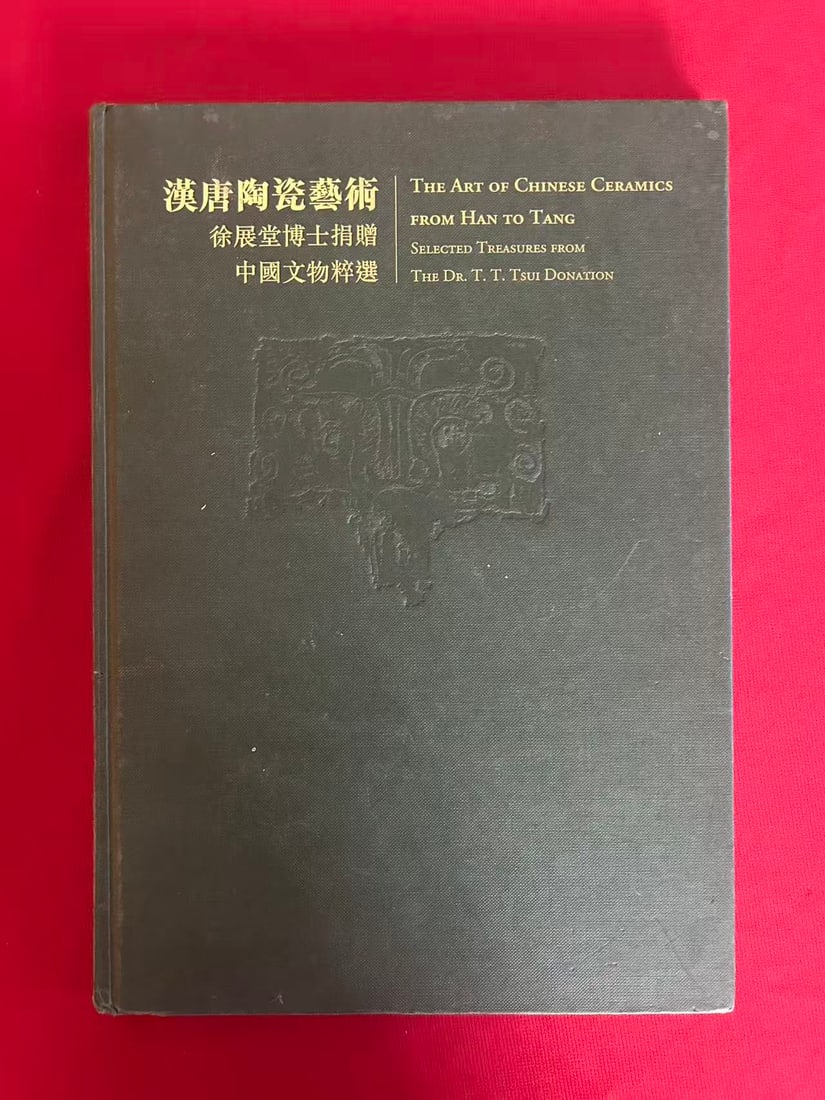 漢唐陶瓷藝術
徐展堂博士捐贈
中國文物粹選
The Art of Chinese Ceramics
from Han to Tang
Selected Treasures from
The Dr. T. T. Tsui Donation